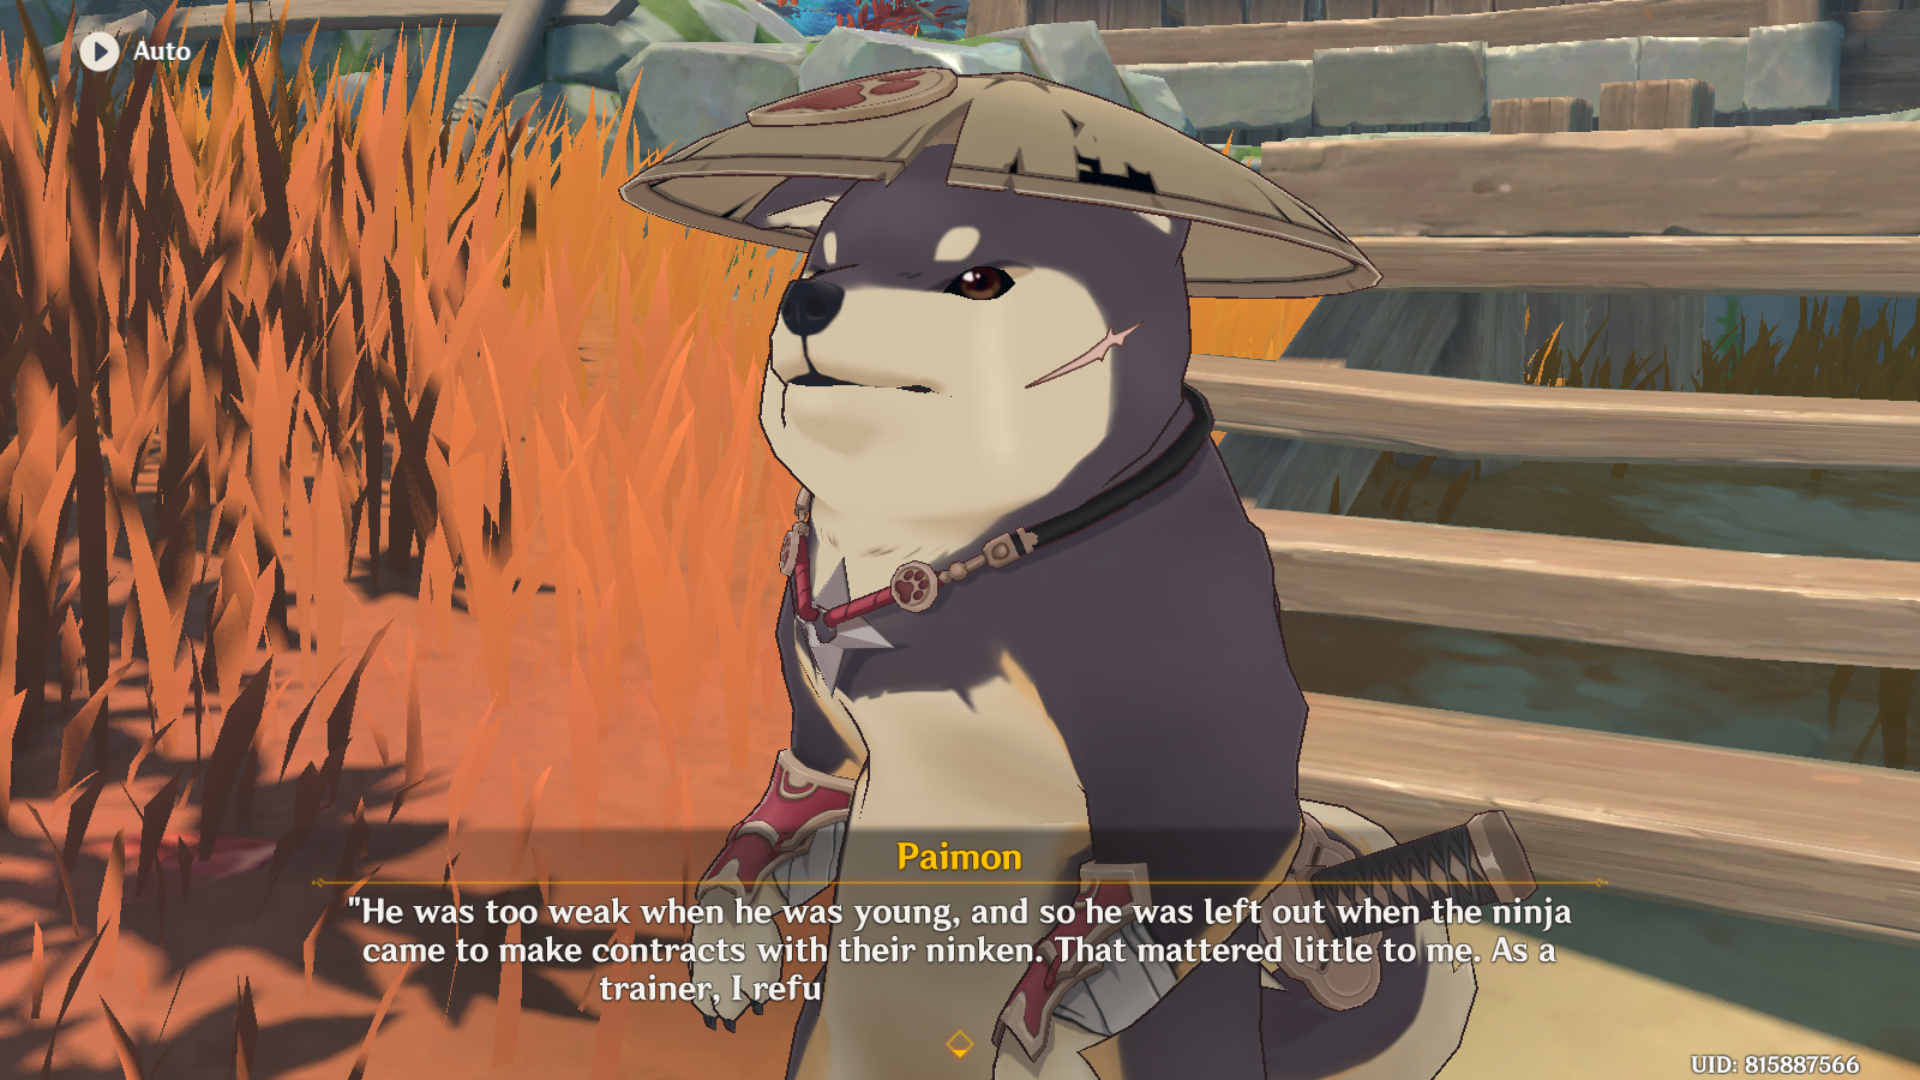 Auto
Paimon
"He was too weak when he was young, and so he was left out when the ninja
came to make contracts with their ninken. That mattered little to me. As a
trainer, I refu
UID: 815887566